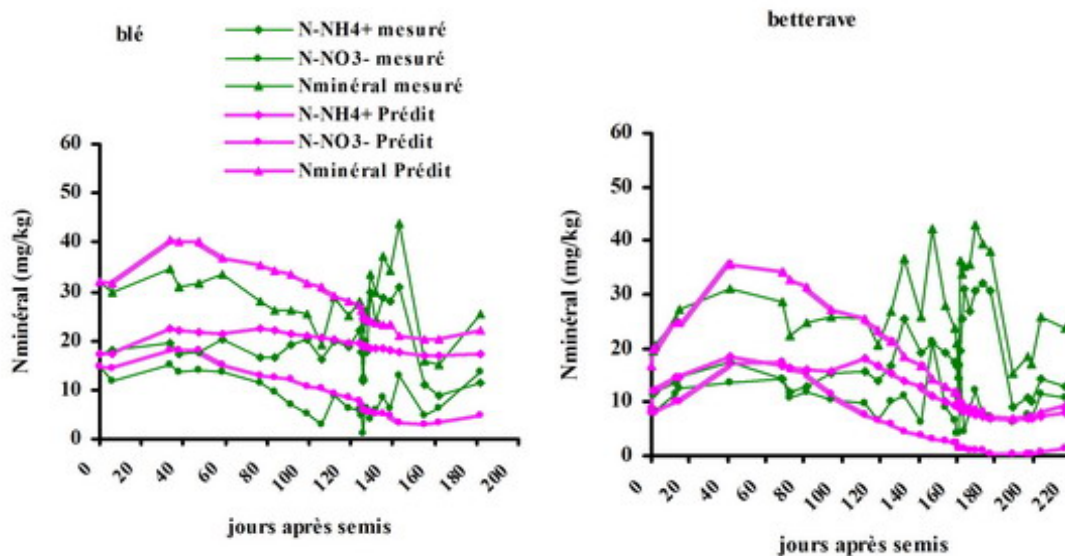 blé
N-NH4+ mesuré
N-NO3- mesuré
Nminéral mesuré
N-NH4+ Prédit
N-NO3- Prédit
Nminéral Prédit
60
50
40
30
20
10
0
Nminéral (mg/kg)
0 20 40 60 80 100 120 140 160 180 200
jours après semis
betterave
60
50
40
30
20
10
0
Nminéral (mg/kg)
0 20 40 60 80 100 120 140 160 180 200 220
jours après semis